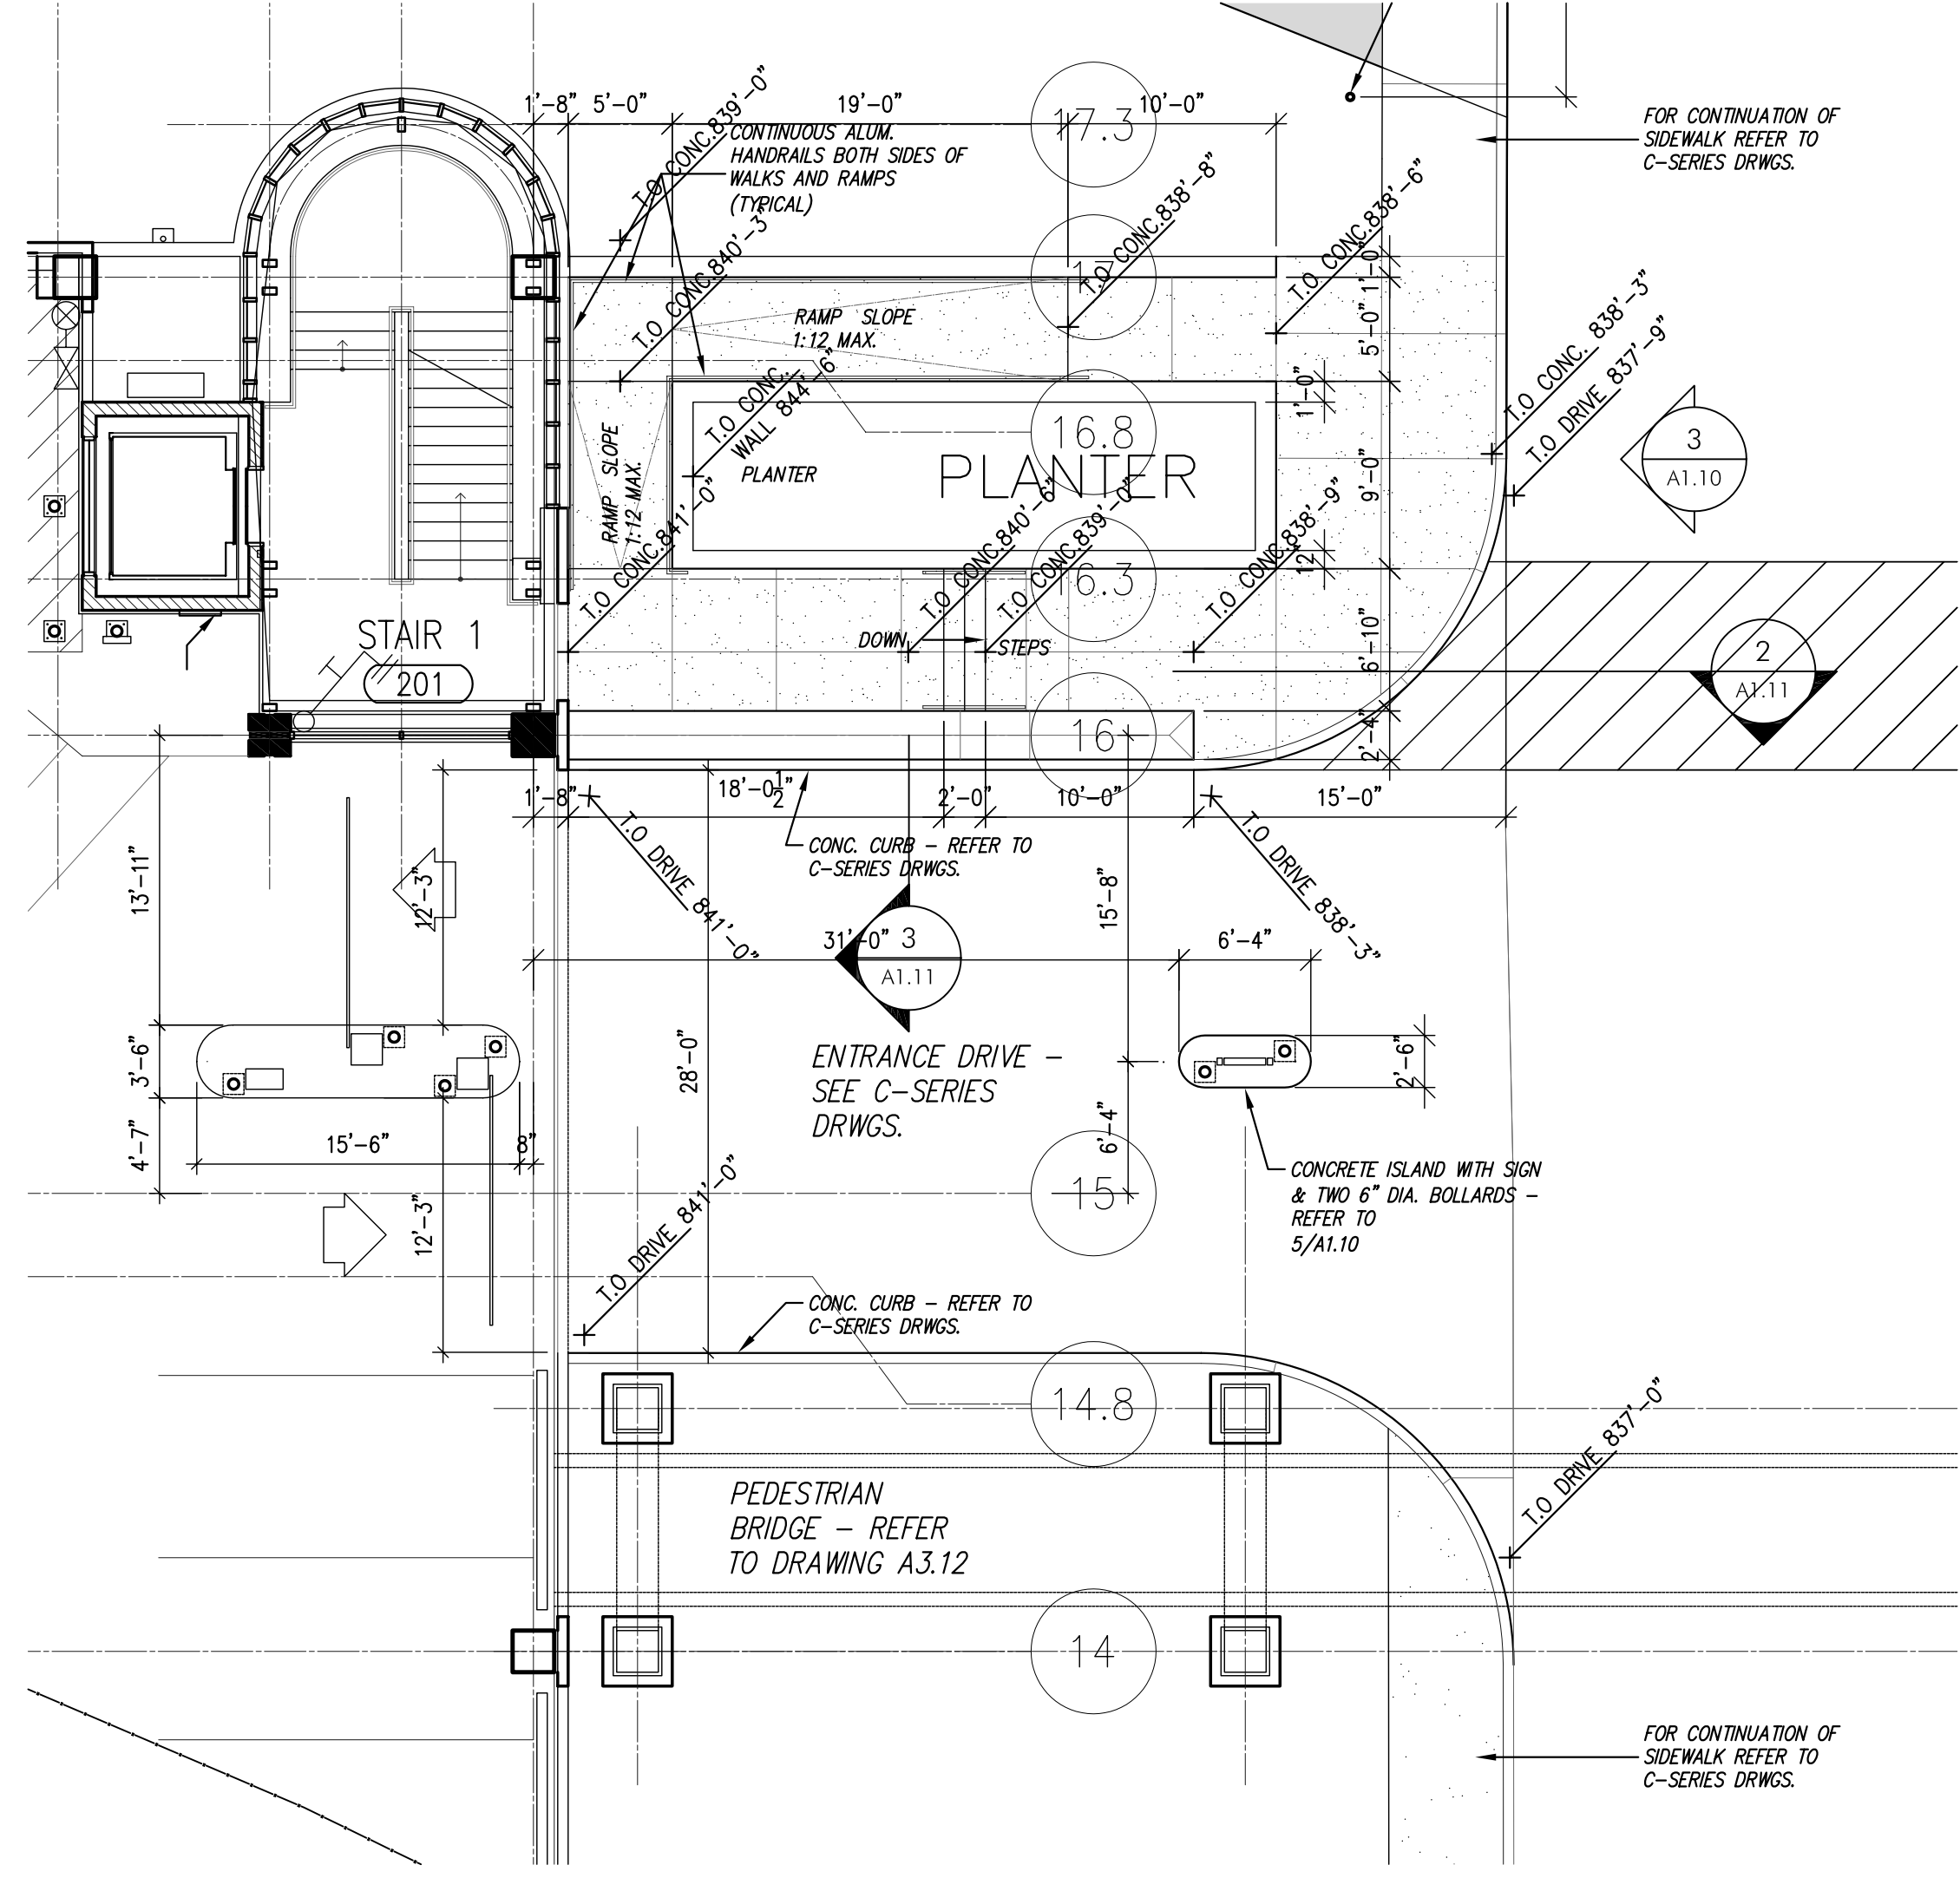 1'-8"
5'-0"
19'-0"
10'-0"
17.3
T.O CONC.839'-0"
CONTINUOUS ALUM.
HANDRAILS BOTH SIDES OF
WALKS AND RAMPS
(TYPICAL)
FOR CONTINUATION OF
SIDEWALK REFER TO
C-SERIES DRWGS.
T.O CONC.840'-3"
T.O CONC.838'-8"
T.O CONC.838'-6"
17
1'-0"
5'-0"
RAMP SLOPE
1:12 MAX.
T.O CONC. 838'-3"
T.O DRIVE 837'-9"
T.O CONC.
WALL 844'-6"
1'-0"
16.8
3
A1.10
RAMP SLOPE
1:12 MAX.
PLANTER
PLANTER
9'-0"
T.O CONC.841'-0"
T.O CONC.840'-6"
T.O CONC.839'-0"
T.O CONC.838'-9"
12"
16.3
STAIR 1
201
DOWN
STEPS
6'-10"
2
A1.11
16
2'-4"
1'-8"
18'-0 1/2"
2'-0"
10'-0"
15'-0"
CONC. CURB - REFER TO
C-SERIES DRWGS.
T.O DRIVE 841'-0"
T.O DRIVE 838'-3"
13'-11"
12'-3"
15'-8"
31'-0"
3
A1.11
6'-4"
3'-6"
28'-0"
ENTRANCE DRIVE -
SEE C-SERIES
DRWGS.
2'-6"
4'-7"
15'-6"
8"
6'-4"
CONCRETE ISLAND WITH SIGN
& TWO 6" DIA. BOLLARDS -
REFER TO
5/A1.10
15
12'-3"
T.O DRIVE 841'-0"
CONC. CURB - REFER TO
C-SERIES DRWGS.
14.8
T.O DRIVE 837'-0"
PEDESTRIAN
BRIDGE - REFER
TO DRAWING A3.12
14
FOR CONTINUATION OF
SIDEWALK REFER TO
C-SERIES DRWGS.